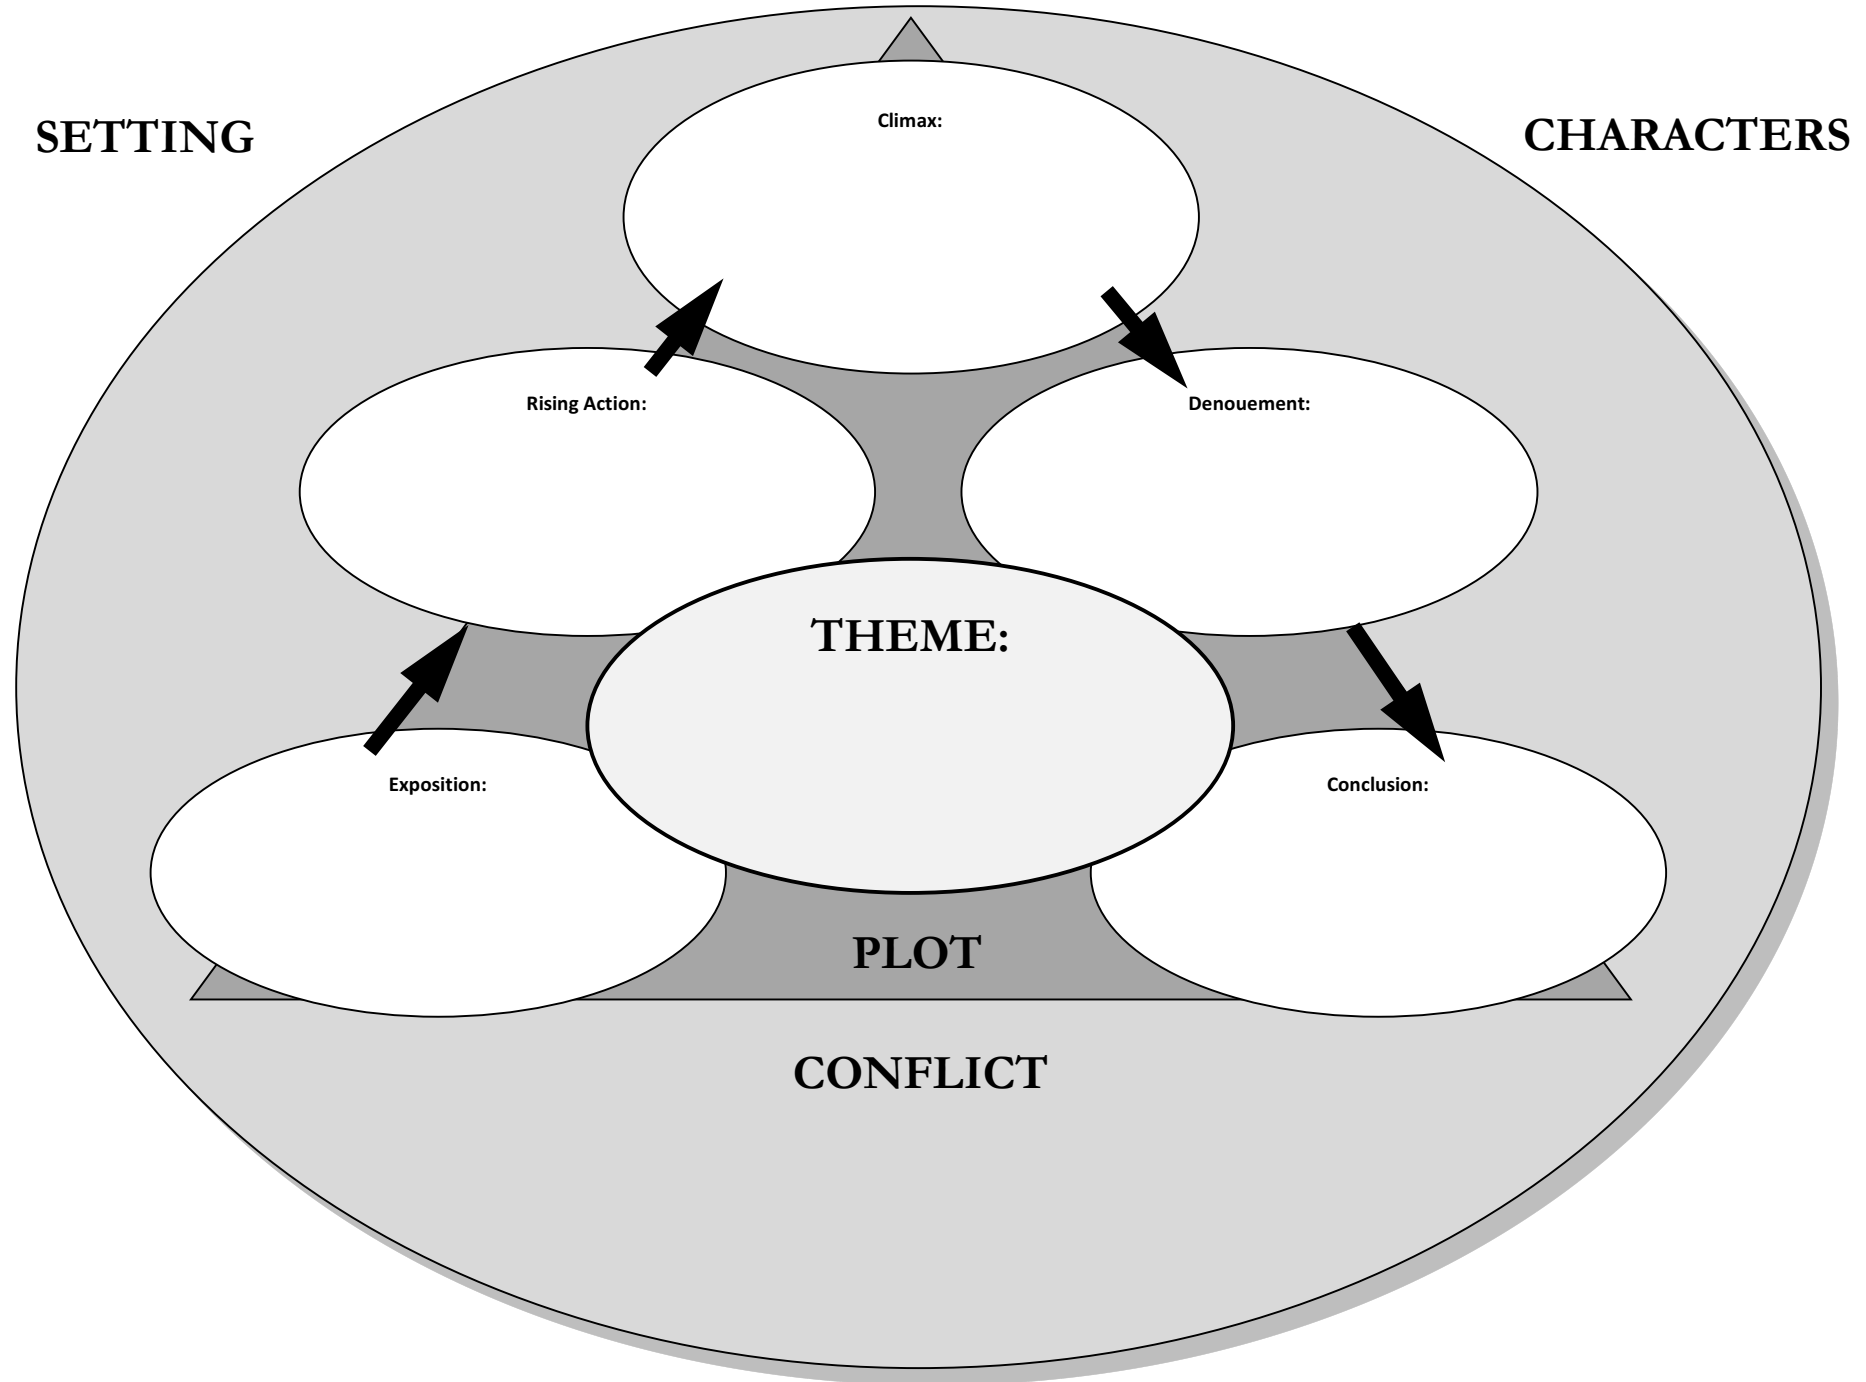 SETTING
CHARACTERS
Climax:
Rising Action:
Denouement:
THEME:
Exposition:
Conclusion:
PLOT
CONFLICT